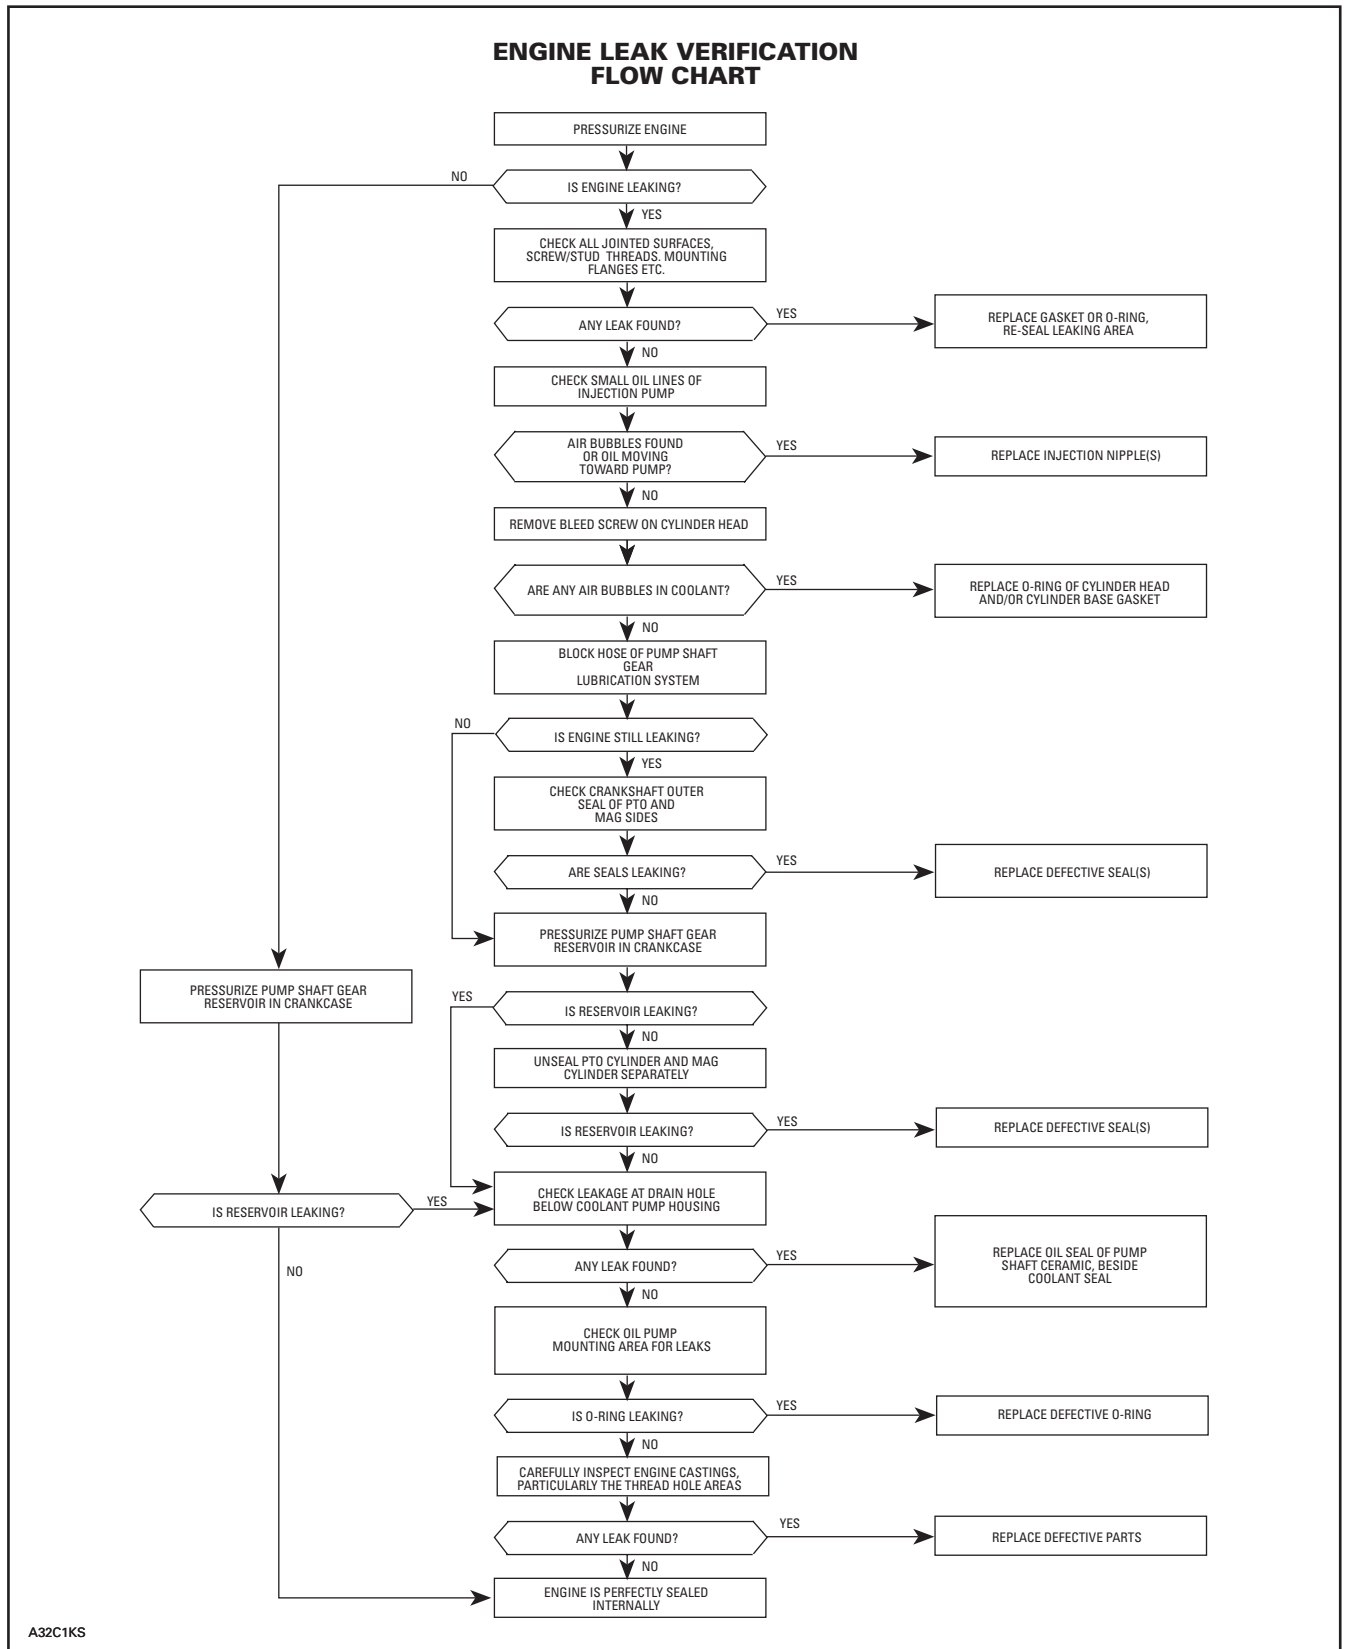 ENGINE LEAK VERIFICATION
FLOW CHART
PRESSURIZE ENGINE
NO
IS ENGINE LEAKING?
YES
CHECK ALL JOINTED SURFACES,
SCREW/STUD THREADS. MOUNTING
FLANGES ETC.
ANY LEAK FOUND?
YES
REPLACE GASKET OR O-RING,
RE-SEAL LEAKING AREA
NO
CHECK SMALL OIL LINES OF
INJECTION PUMP
AIR BUBBLES FOUND
OR OIL MOVING
TOWARD PUMP?
YES
REPLACE INJECTION NIPPLE(S)
NO
REMOVE BLEED SCREW ON CYLINDER HEAD
ARE ANY AIR BUBBLES IN COOLANT?
YES
REPLACE O-RING OF CYLINDER HEAD
AND/OR CYLINDER BASE GASKET
NO
BLOCK HOSE OF PUMP SHAFT
GEAR
LUBRICATION SYSTEM
NO
IS ENGINE STILL LEAKING?
YES
CHECK CRANKSHAFT OUTER
SEAL OF PTO AND
MAG SIDES
ARE SEALS LEAKING?
YES
REPLACE DEFECTIVE SEAL(S)
NO
PRESSURIZE PUMP SHAFT GEAR
RESERVOIR IN CRANKCASE
PRESSURIZE PUMP SHAFT GEAR
RESERVOIR IN CRANKCASE
YES
IS RESERVOIR LEAKING?
NO
UNSEAL PTO CYLINDER AND MAG
CYLINDER SEPARATELY
IS RESERVOIR LEAKING?
YES
REPLACE DEFECTIVE SEAL(S)
NO
IS RESERVOIR LEAKING?
YES
CHECK LEAKAGE AT DRAIN HOLE
BELOW COOLANT PUMP HOUSING
NO
ANY LEAK FOUND?
YES
REPLACE OIL SEAL OF PUMP
SHAFT CERAMIC, BESIDE
COOLANT SEAL
NO
CHECK OIL PUMP
MOUNTING AREA FOR LEAKS
IS O-RING LEAKING?
YES
REPLACE DEFECTIVE O-RING
NO
CAREFULLY INSPECT ENGINE CASTINGS,
PARTICULARLY THE THREAD HOLE AREAS
ANY LEAK FOUND?
YES
REPLACE DEFECTIVE PARTS
NO
ENGINE IS PERFECTLY SEALED
INTERNALLY
A32C1KS